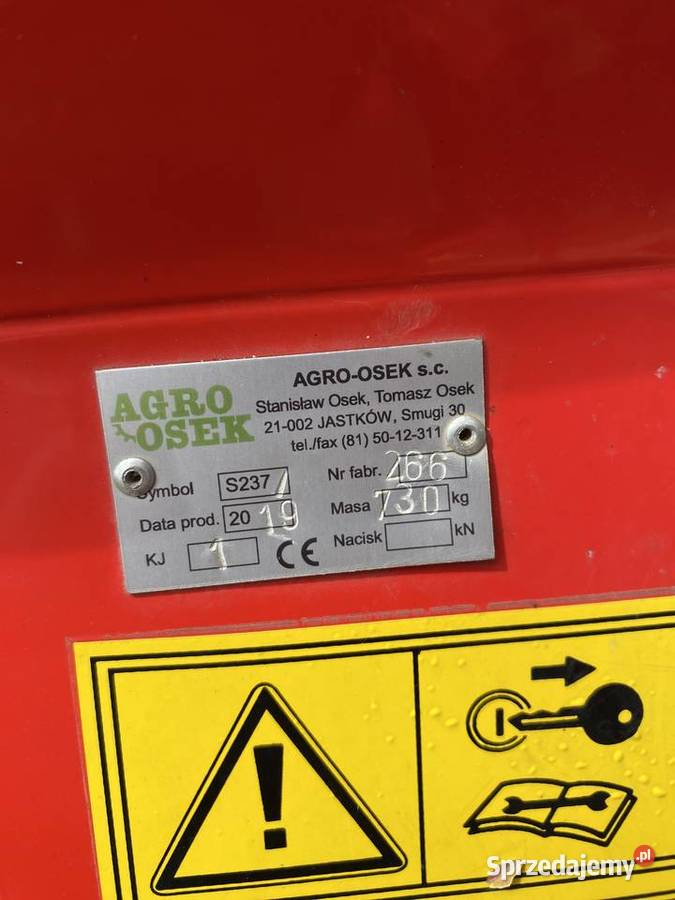 AGRO
OSEK
AGRO-OSEK s.c.
Stanisław Osek, Tomasz Osek
21-002 JASTKÓW, Smugi 30
tel./fax (81) 50-12-311
Symbol S237/
Nr fabr. 266
Data prod. 2019
Masa 730 kg
KJ 1 CE
Nacisk kN
Sprzedajemy.pl